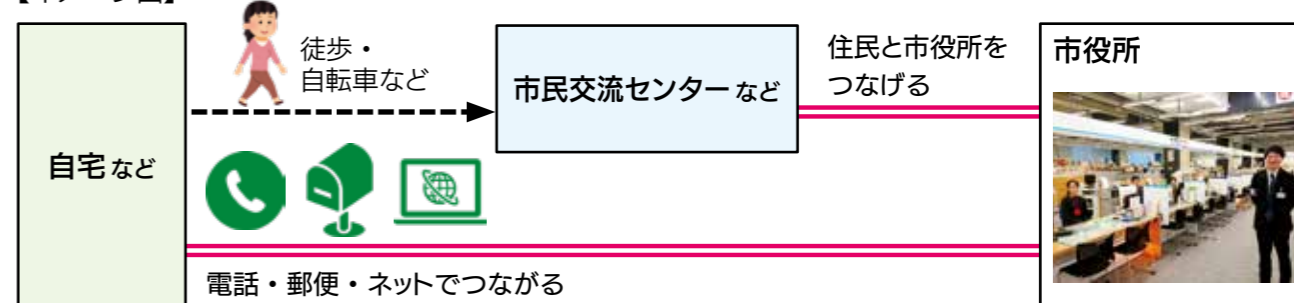 徒歩・
自転車など
住民と市役所を
つなげる
市役所
市民交流センターなど
自宅など
電話・郵便・ネットでつながる